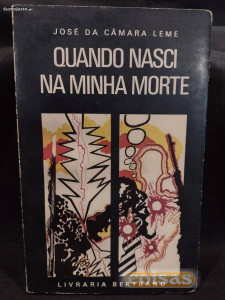 JOSÉ DA CÂMARA LEME
QUANDO NASCI
NA MINHA MORTE
LIVRARIA BERTRAND